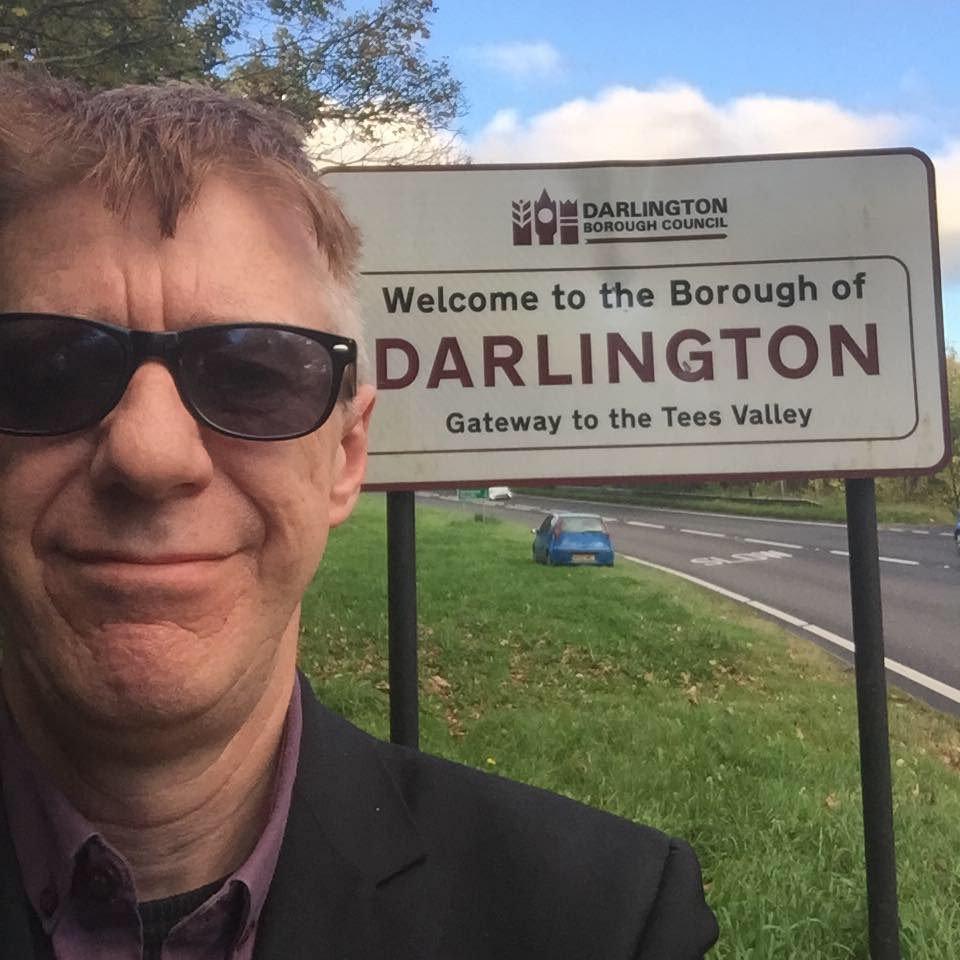 DARLINGTON
BOROUGH COUNCIL
Welcome to the Borough of
DARLINGTON
Gateway to the Tees Valley
SLOW